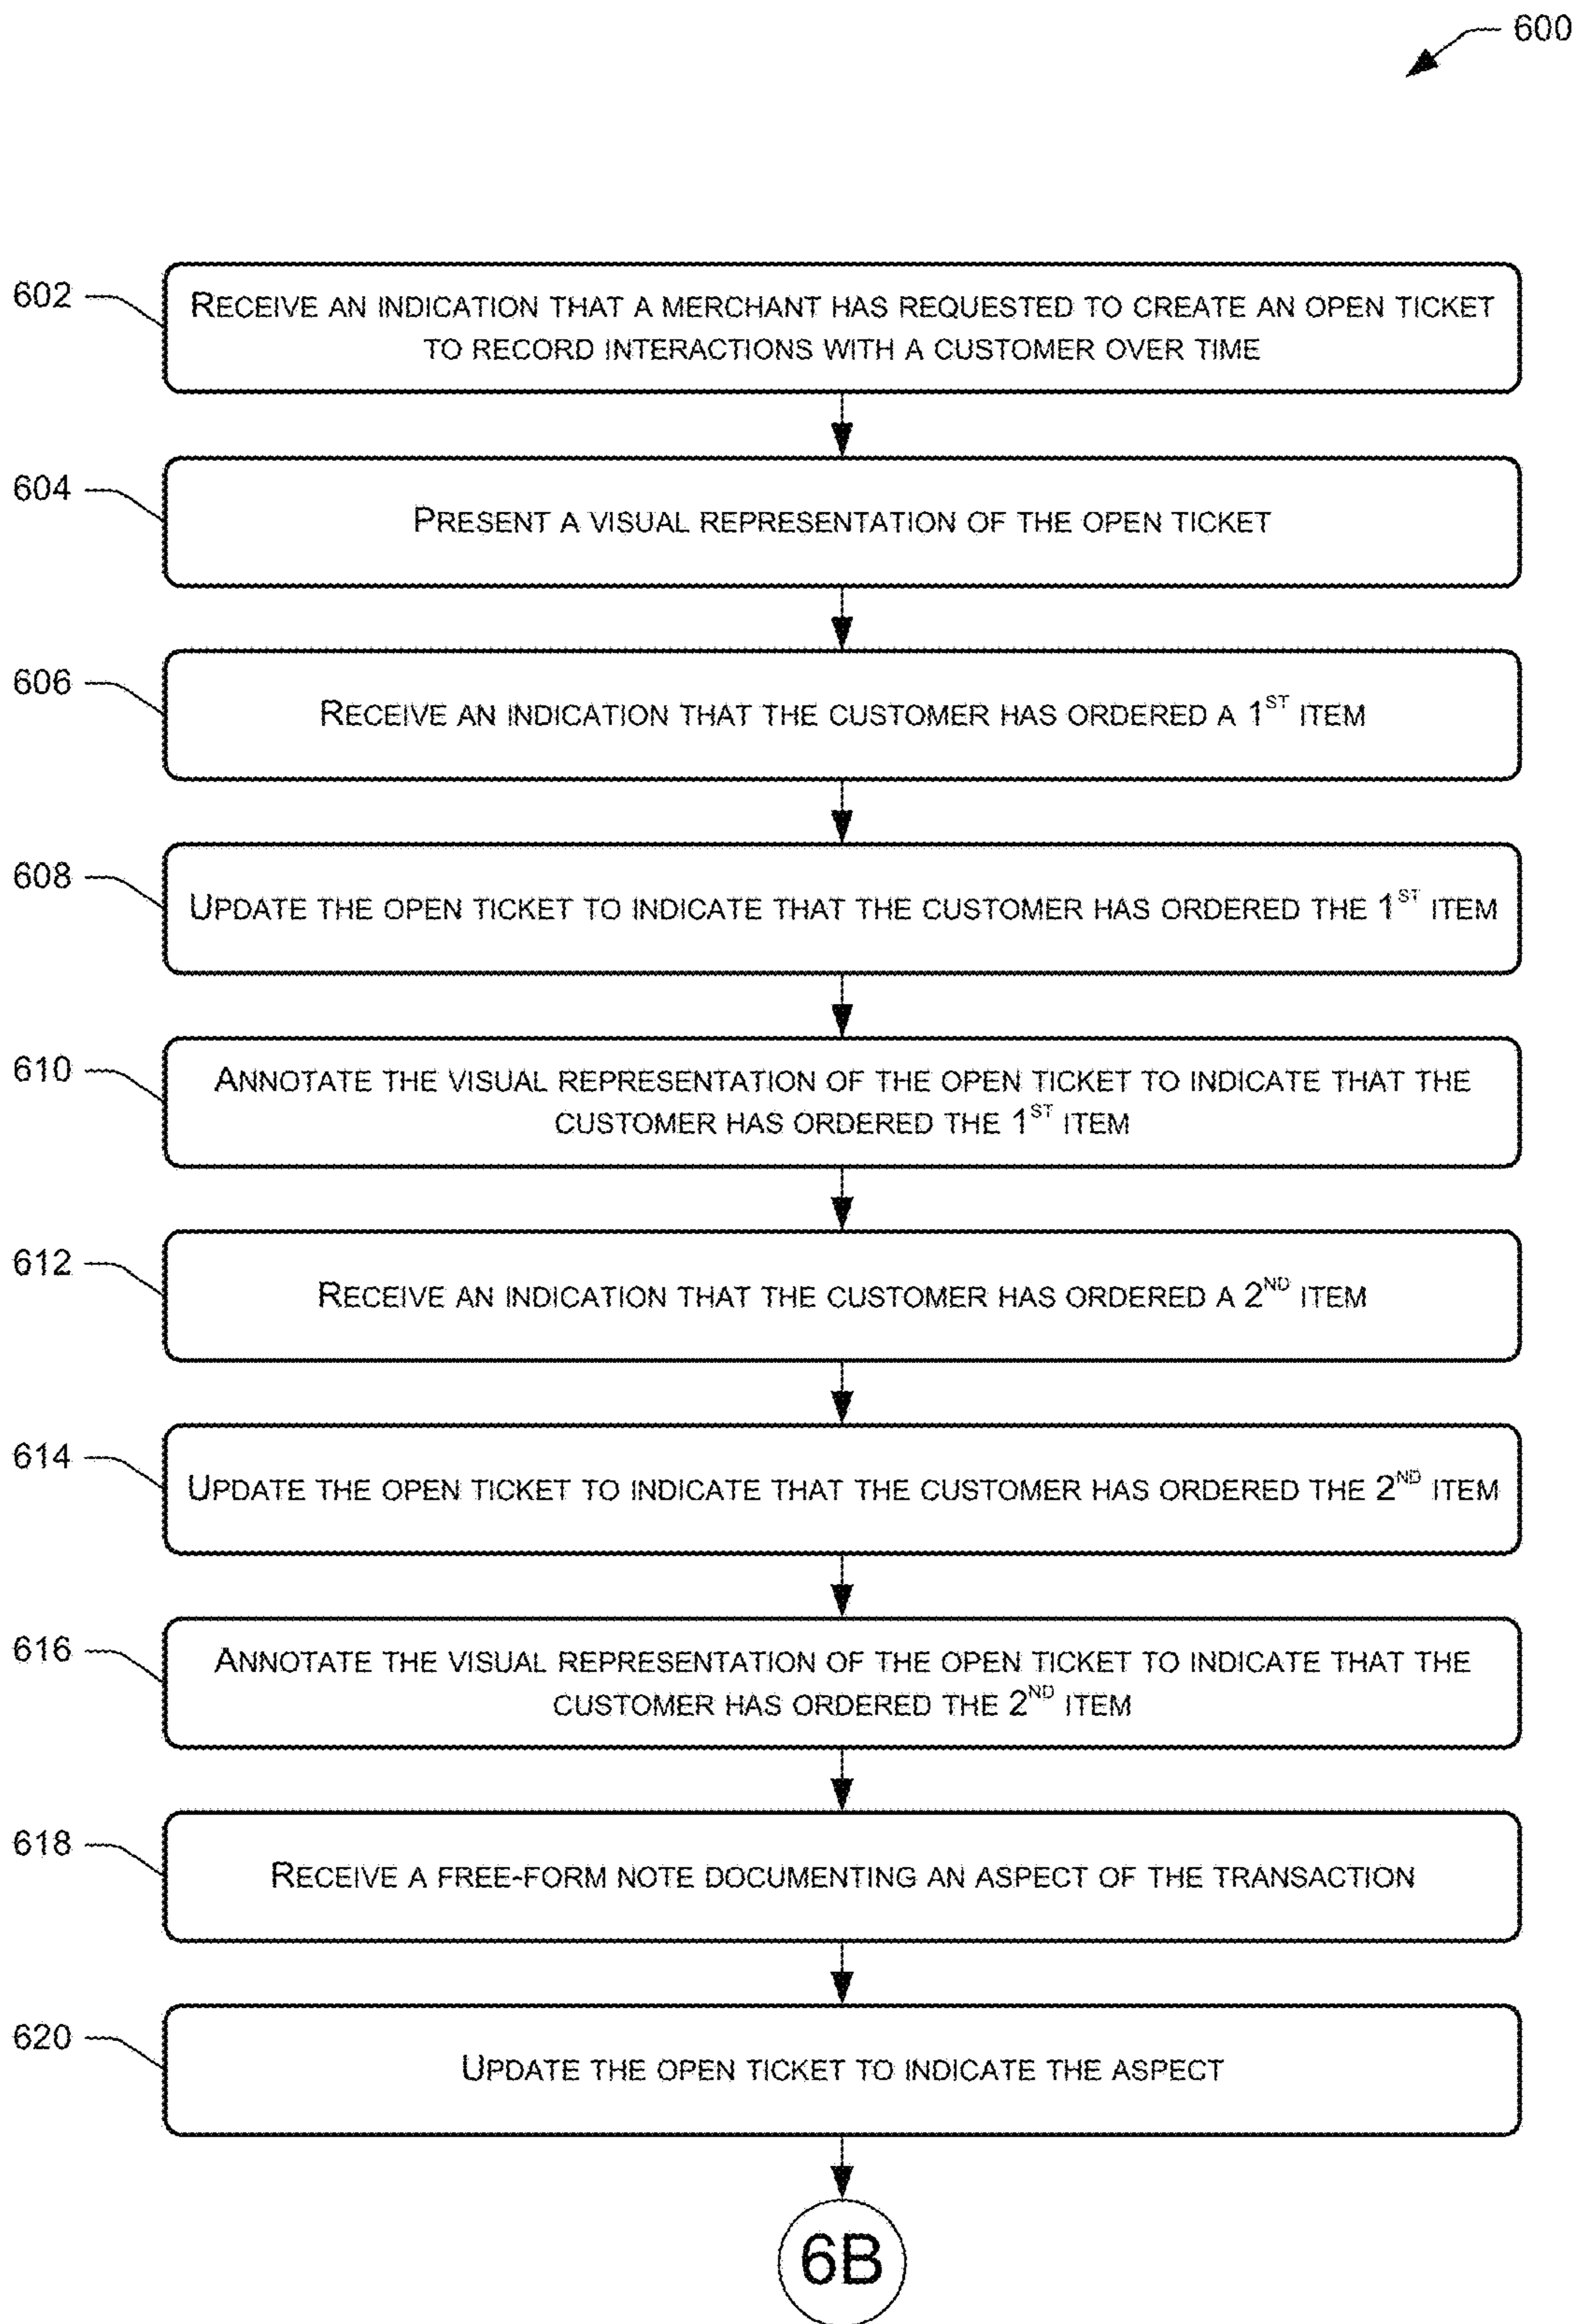 600
602
RECEIVE AN INDICATION THAT A MERCHANT HAS REQUESTED TO CREATE AN OPEN TICKET
TO RECORD INTERACTIONS WITH A CUSTOMER OVER TIME
604
PRESENT A VISUAL REPRESENTATION OF THE OPEN TICKET
606
RECEIVE AN INDICATION THAT THE CUSTOMER HAS ORDERED A 1ST ITEM
608
UPDATE THE OPEN TICKET TO INDICATE THAT THE CUSTOMER HAS ORDERED THE 1ST ITEM
610
ANNOTATE THE VISUAL REPRESENTATION OF THE OPEN TICKET TO INDICATE THAT THE
CUSTOMER HAS ORDERED THE 1ST ITEM
612
RECEIVE AN INDICATION THAT THE CUSTOMER HAS ORDERED A 2ND ITEM
614
UPDATE THE OPEN TICKET TO INDICATE THAT THE CUSTOMER HAS ORDERED THE 2ND ITEM
616
ANNOTATE THE VISUAL REPRESENTATION OF THE OPEN TICKET TO INDICATE THAT THE
CUSTOMER HAS ORDERED THE 2ND ITEM
618
RECEIVE A FREE-FORM NOTE DOCUMENTING AN ASPECT OF THE TRANSACTION
620
UPDATE THE OPEN TICKET TO INDICATE THE ASPECT
6B